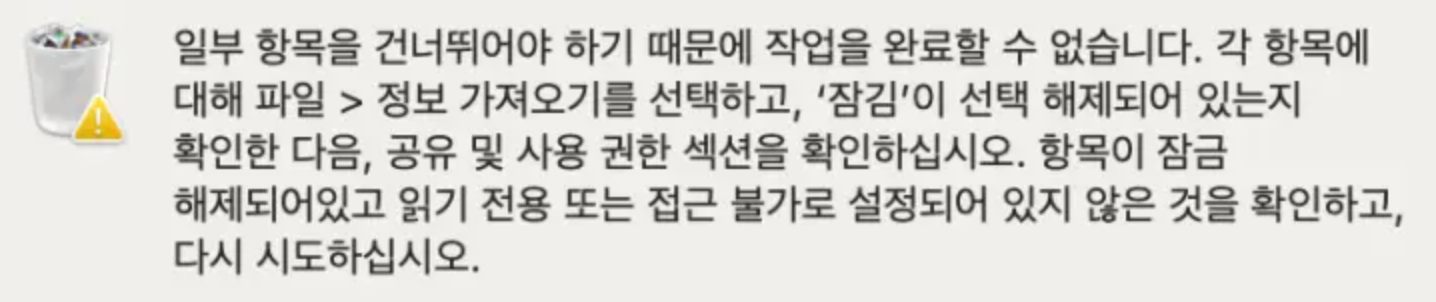 일부 항목을 건너뛰어야 하기 때문에 작업을 완료할 수 없습니다. 각 항목에
대해 파일 > 정보 가져오기를 선택하고, ‘잠김’이 선택 해제되어 있는지
확인한 다음, 공유 및 사용 권한 섹션을 확인하십시오. 항목이 잠금
해제되어있고 읽기 전용 또는 접근 불가로 설정되어 있지 않은 것을 확인하고,
다시 시도하십시오.